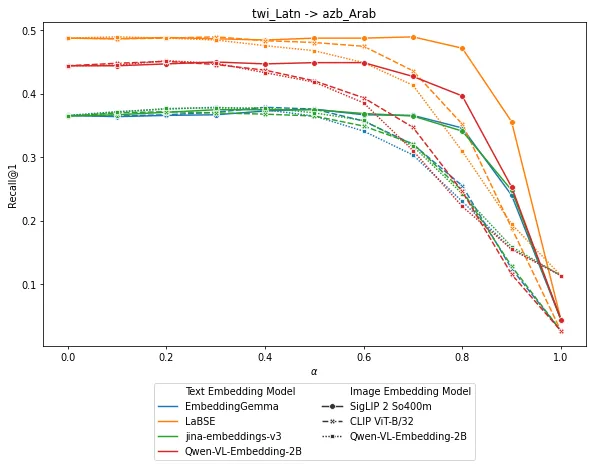 twi_Latn -> azb_Arab
Recall@1
0.5
0.4
0.3
0.2
0.1
0.0 0.2 0.4 0.6 0.8 1.0
α
Text Embedding Model Image Embedding Model
EmbeddingGemma SigLIP 2 So400m
LaBSE CLIP ViT-B/32
jina-embeddings-v3 Qwen-VL-Embedding-2B
Qwen-VL-Embedding-2B